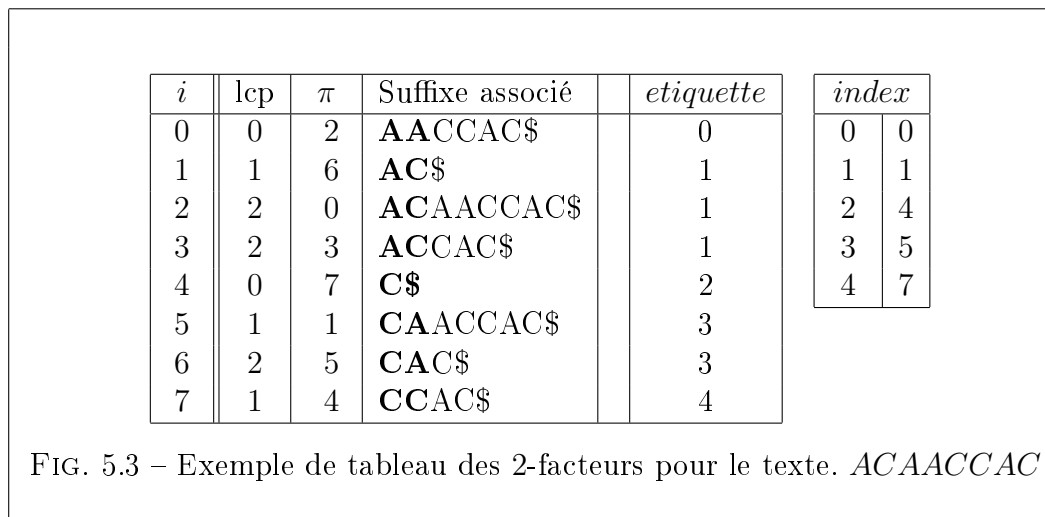 i lcp π Suffixe associé etiquette index
0 0 2 AACCAC$ 0 0 0
1 1 6 AC$ 1 1 1
2 2 0 ACAACCAC$ 1 2 4
3 2 3 ACCAC$ 1 3 5
4 0 7 C$ 2 4 7
5 1 1 CAACCAC$ 3
6 2 5 CAC$ 3
7 1 4 CCAC$ 4
FIG. 5.3 – Exemple de tableau des 2-facteurs pour le texte. ACAACCAC